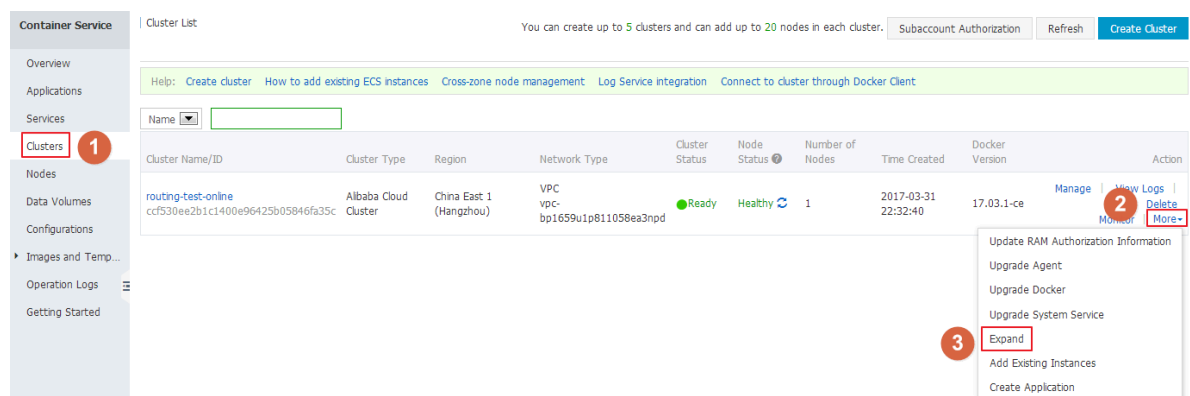 Container Service
Cluster List
You can create up to 5 clusters and can add up to 20 nodes in each cluster.
Subaccount Authorization
Refresh
Create Cluster
Overview
Applications
Services
Clusters
1
Nodes
Data Volumes
Configurations
Images and Temp...
Operation Logs
Getting Started
Help: Create cluster How to add existing ECS instances Cross-zone node management Log Service integration Connect to cluster through Docker Client
Name
Cluster Name/ID
Cluster Type
Region
Network Type
Cluster
Status
Node
Status
Number of
Nodes
Time Created
Docker
Version
Action
routing-test-online
ccf530ee2b1c1400e96425b05846fa35c
Alibaba Cloud
Cluster
China East 1
(Hangzhou)
VPC
vpc-
bp1659u1p811058ea3npd
Ready
Healthy
1
2017-03-31
22:32:40
17.03.1-ce
Manage | View Logs |
2
Delete
Monitor | More
Update RAM Authorization Information
Upgrade Agent
Upgrade Docker
Upgrade System Service
3
Expand
Add Existing Instances
Create Application